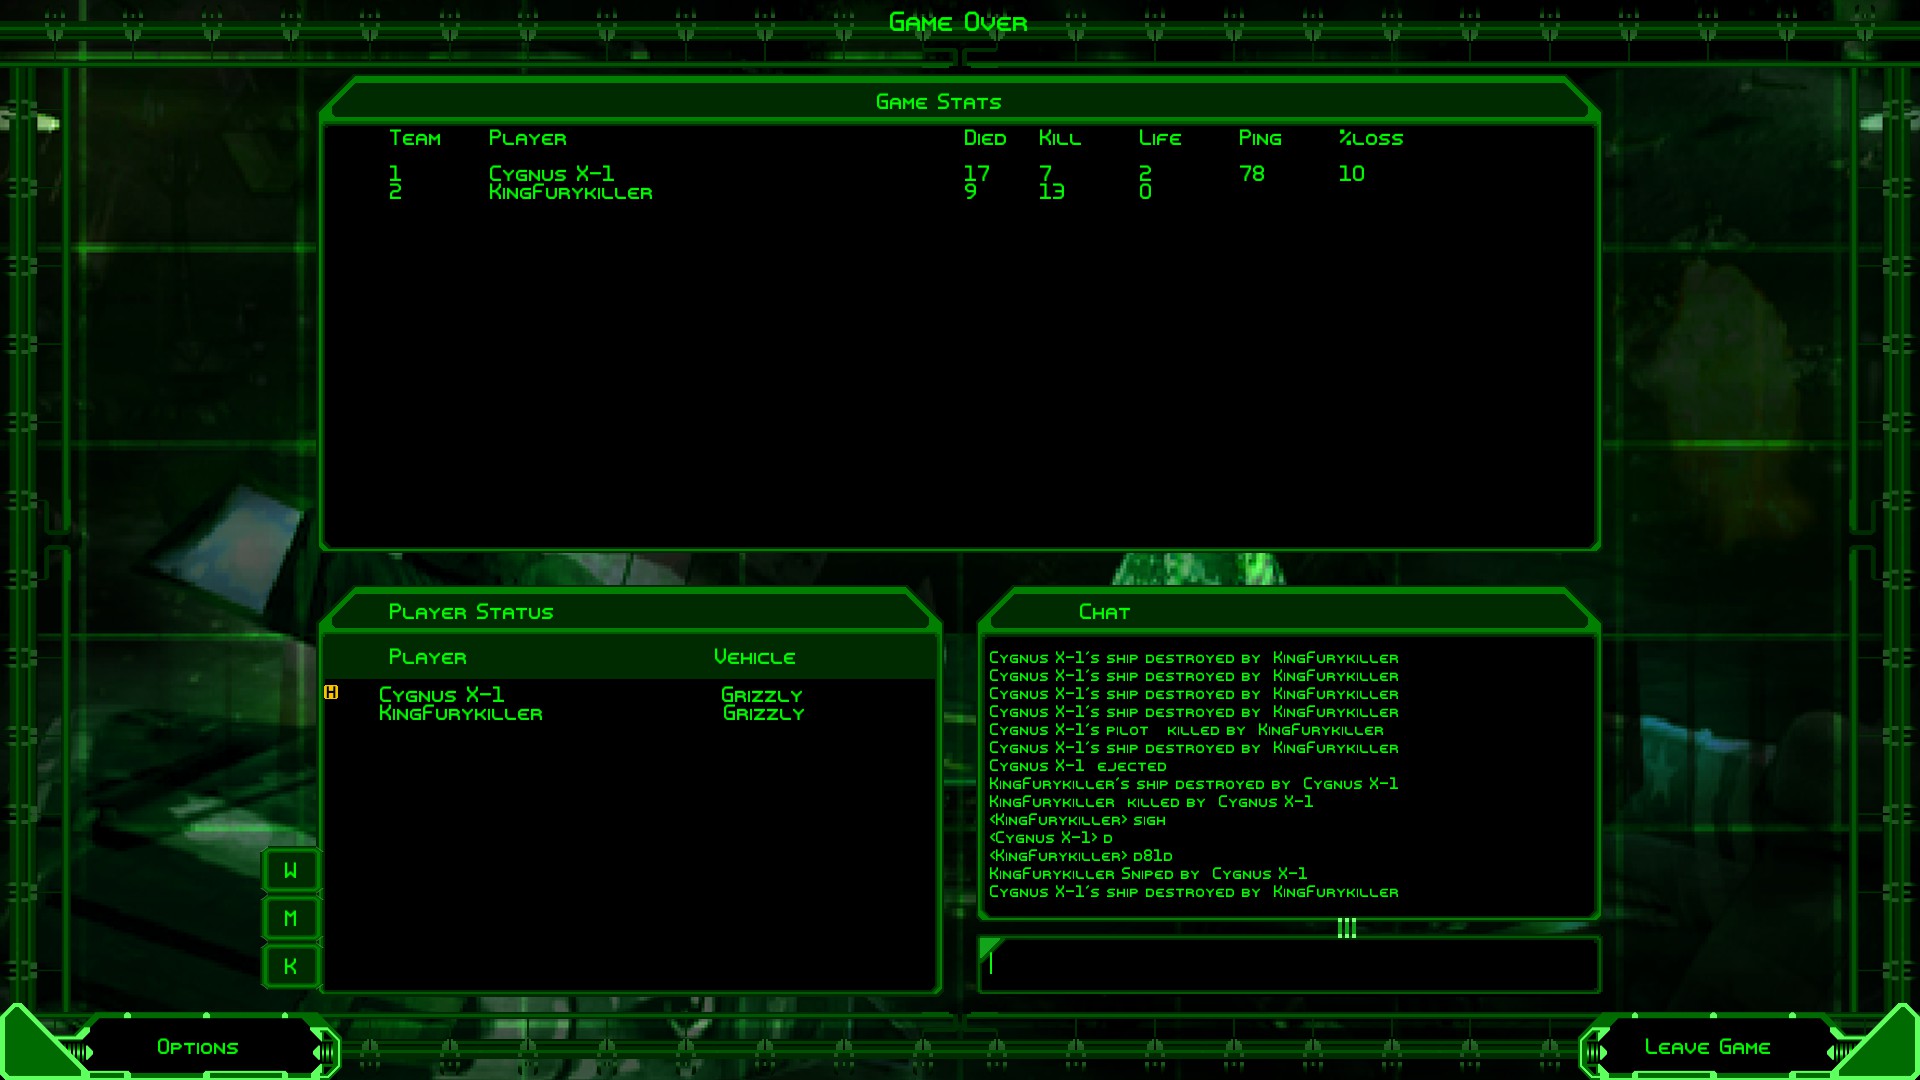 Game Over
Game Stats
Team Player Died Kill Life Ping %loss
1 Cygnus X-1 17 7 2 78 10
2 KingFurykiller 9 13 0
Player Status
Player Vehicle
H Cygnus X-1 Grizzly
KingFurykiller Grizzly
W
M
K
Chat
Cygnus X-1's ship destroyed by KingFurykiller
Cygnus X-1's ship destroyed by KingFurykiller
Cygnus X-1's ship destroyed by KingFurykiller
Cygnus X-1's ship destroyed by KingFurykiller
Cygnus X-1's pilot killed by KingFurykiller
Cygnus X-1's ship destroyed by KingFurykiller
Cygnus X-1 ejected
KingFurykiller's ship destroyed by Cygnus X-1
KingFurykiller killed by Cygnus X-1
<KingFurykiller> sigh
<Cygnus X-1> d
<KingFurykiller> d81d
KingFurykiller Sniped by Cygnus X-1
Cygnus X-1's ship destroyed by KingFurykiller
Options
Leave Game